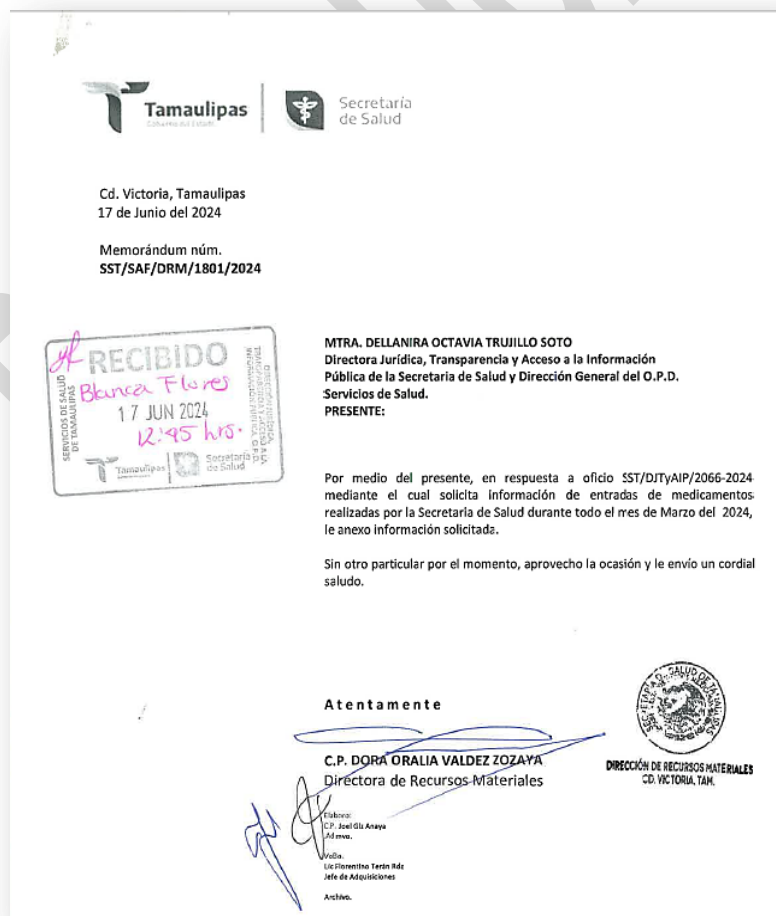 Tamaulipas
Gobierno del Estado
Secretaría
de Salud
Cd. Victoria, Tamaulipas
17 de Junio del 2024
Memorándum núm.
SST/SAF/DRM/1801/2024
RECIBIDO
Blanca Flores
17 JUN 2024
12:45 hrs.
SERVICIOS DE SALUD
DE TAMAULIPAS
Tamaulipas
Secretaría
de Salud
MTRA. DELLANIRA OCTAVIA TRUJILLO SOTO
Directora Jurídica, Transparencia y Acceso a la Información
Pública de la Secretaria de Salud y Dirección General del O.P.D.
Servicios de Salud.
PRESENTE:
Por medio del presente, en respuesta a oficio SST/DJTyAIP/2066-2024
mediante el cual solicita información de entradas de medicamentos
realizadas por la Secretaria de Salud durante todo el mes de Marzo del 2024,
le anexo información solicitada.
Sin otro particular por el momento, aprovecho la ocasión y le envío un cordial
saludo.
Atentamente
C.P. DORA ORALIA VALDEZ ZOZAYA
Directora de Recursos Materiales
DIRECCIÓN DE RECURSOS MATERIALES
CD. VICTORIA, TAM.
Elaboro:
C.P. Joel Glz Anaya
Admvo.
VoBo.
Lic Florentino Terán Rdz
Jefe de Adquisiciones
Archivo.